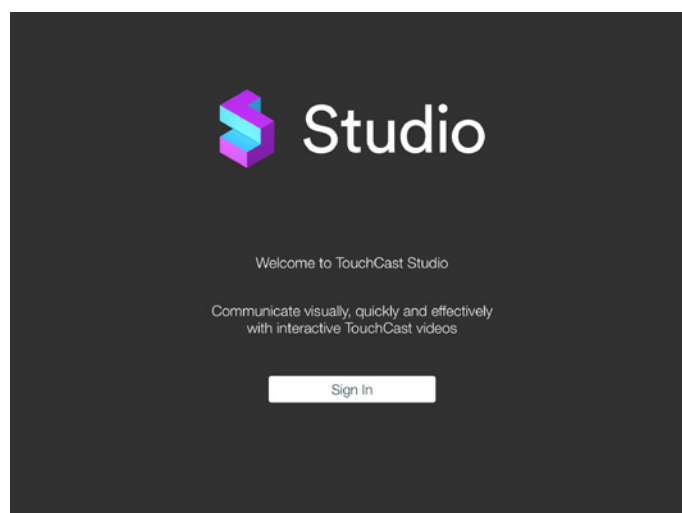 Studio
Welcome to TouchCast Studio
Communicate visually, quickly and effectively
with interactive TouchCast videos
Sign In